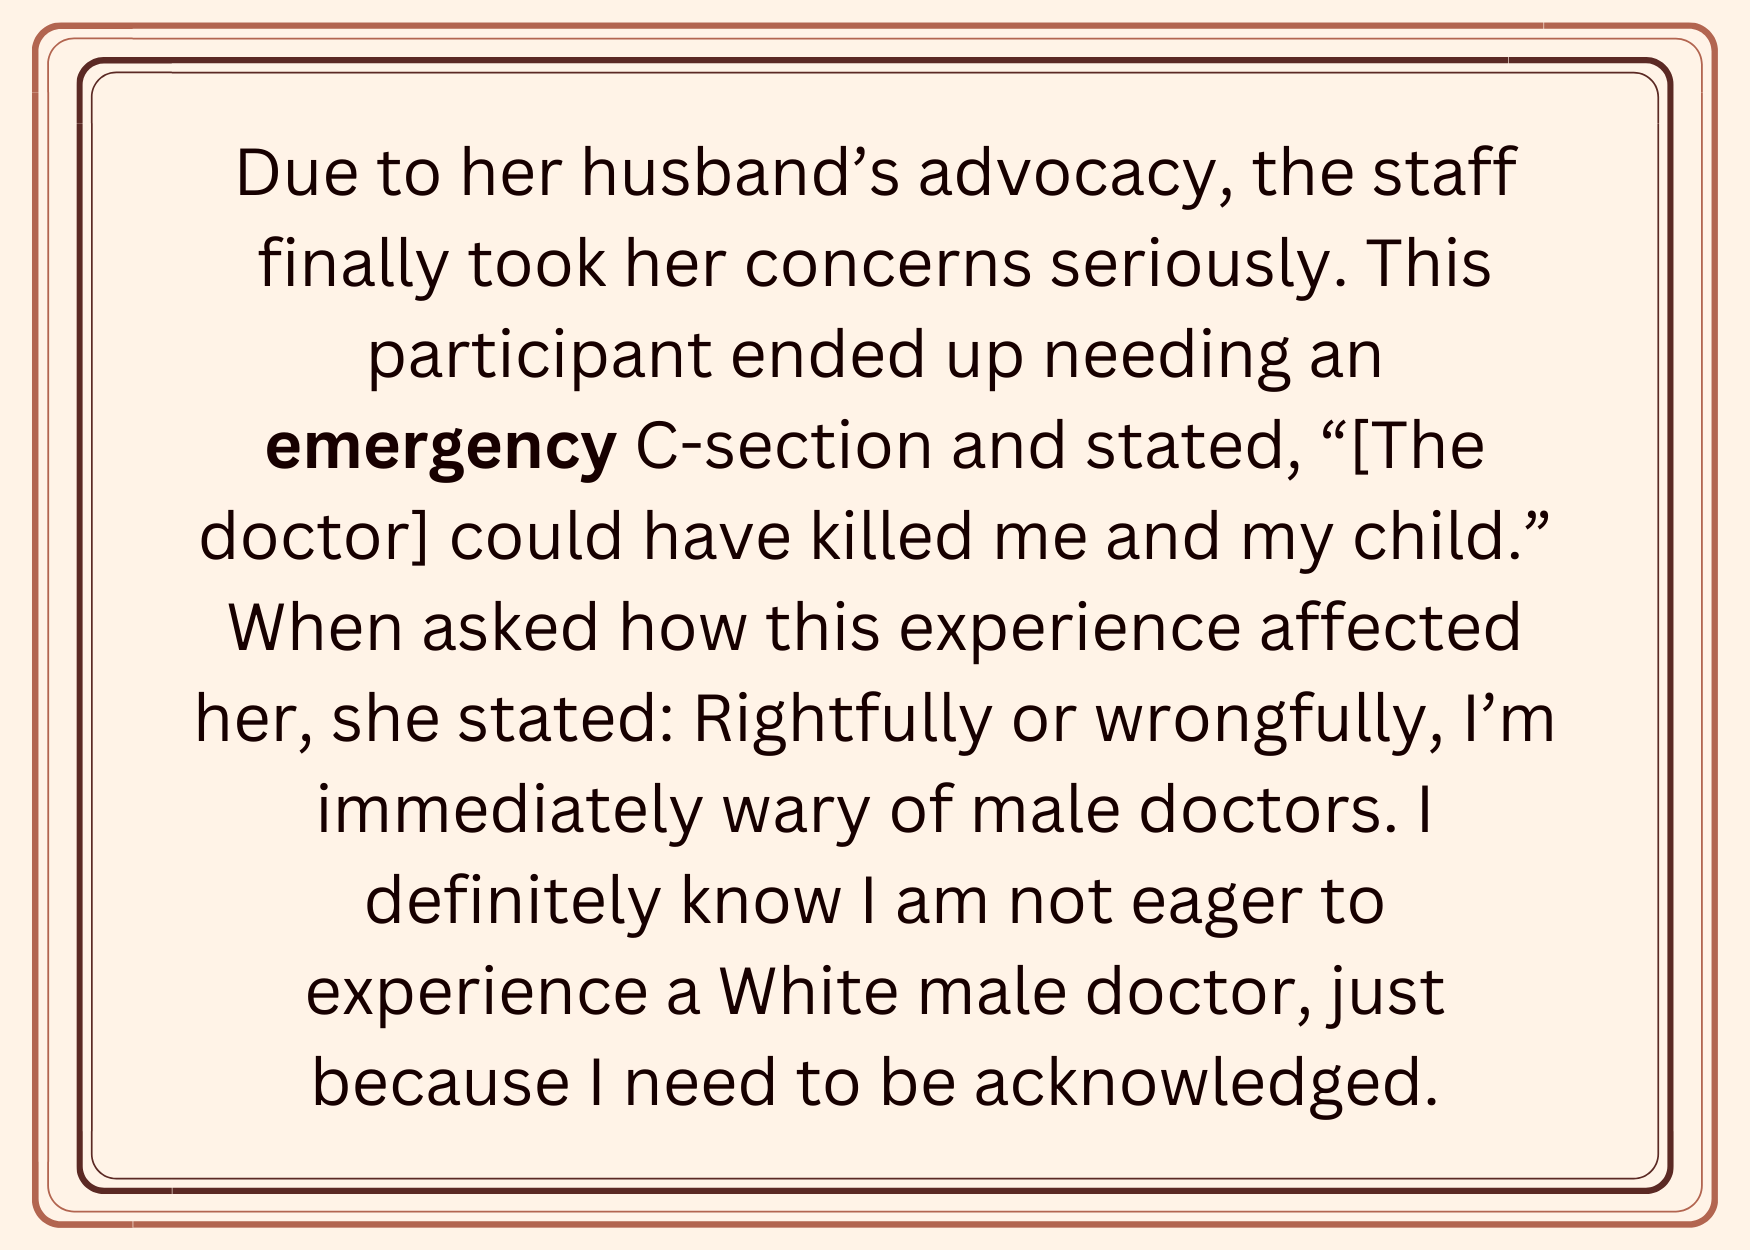 Due to her husband’s advocacy, the staff
finally took her concerns seriously. This
participant ended up needing an
emergency C-section and stated, “[The
doctor] could have killed me and my child.”
When asked how this experience affected
her, she stated: Rightfully or wrongfully, I’m
immediately wary of male doctors. I
definitely know I am not eager to
experience a White male doctor, just
because I need to be acknowledged.